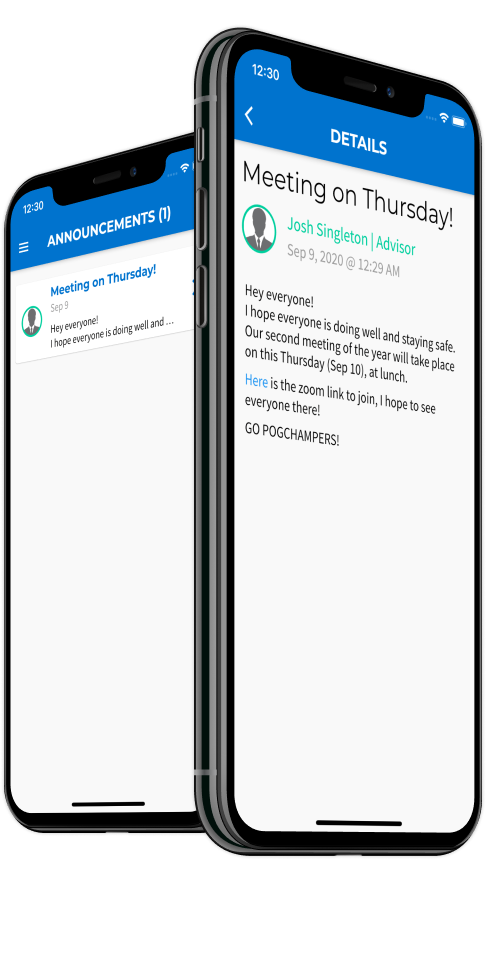 12:30
ANNOUNCEMENTS (1)
Meeting on Thursday!
Sep 9
Hey everyone!
I hope everyone is doing well and ...
12:30
DETAILS
Meeting on Thursday!
Josh Singleton | Advisor
Sep 9, 2020 @ 12:29 AM
Hey everyone!
I hope everyone is doing well and staying safe.
Our second meeting of the year will take place
on this Thursday (Sep 10), at lunch.
Here is the zoom link to join, I hope to see
everyone there!
GO POGCHAMPERS!